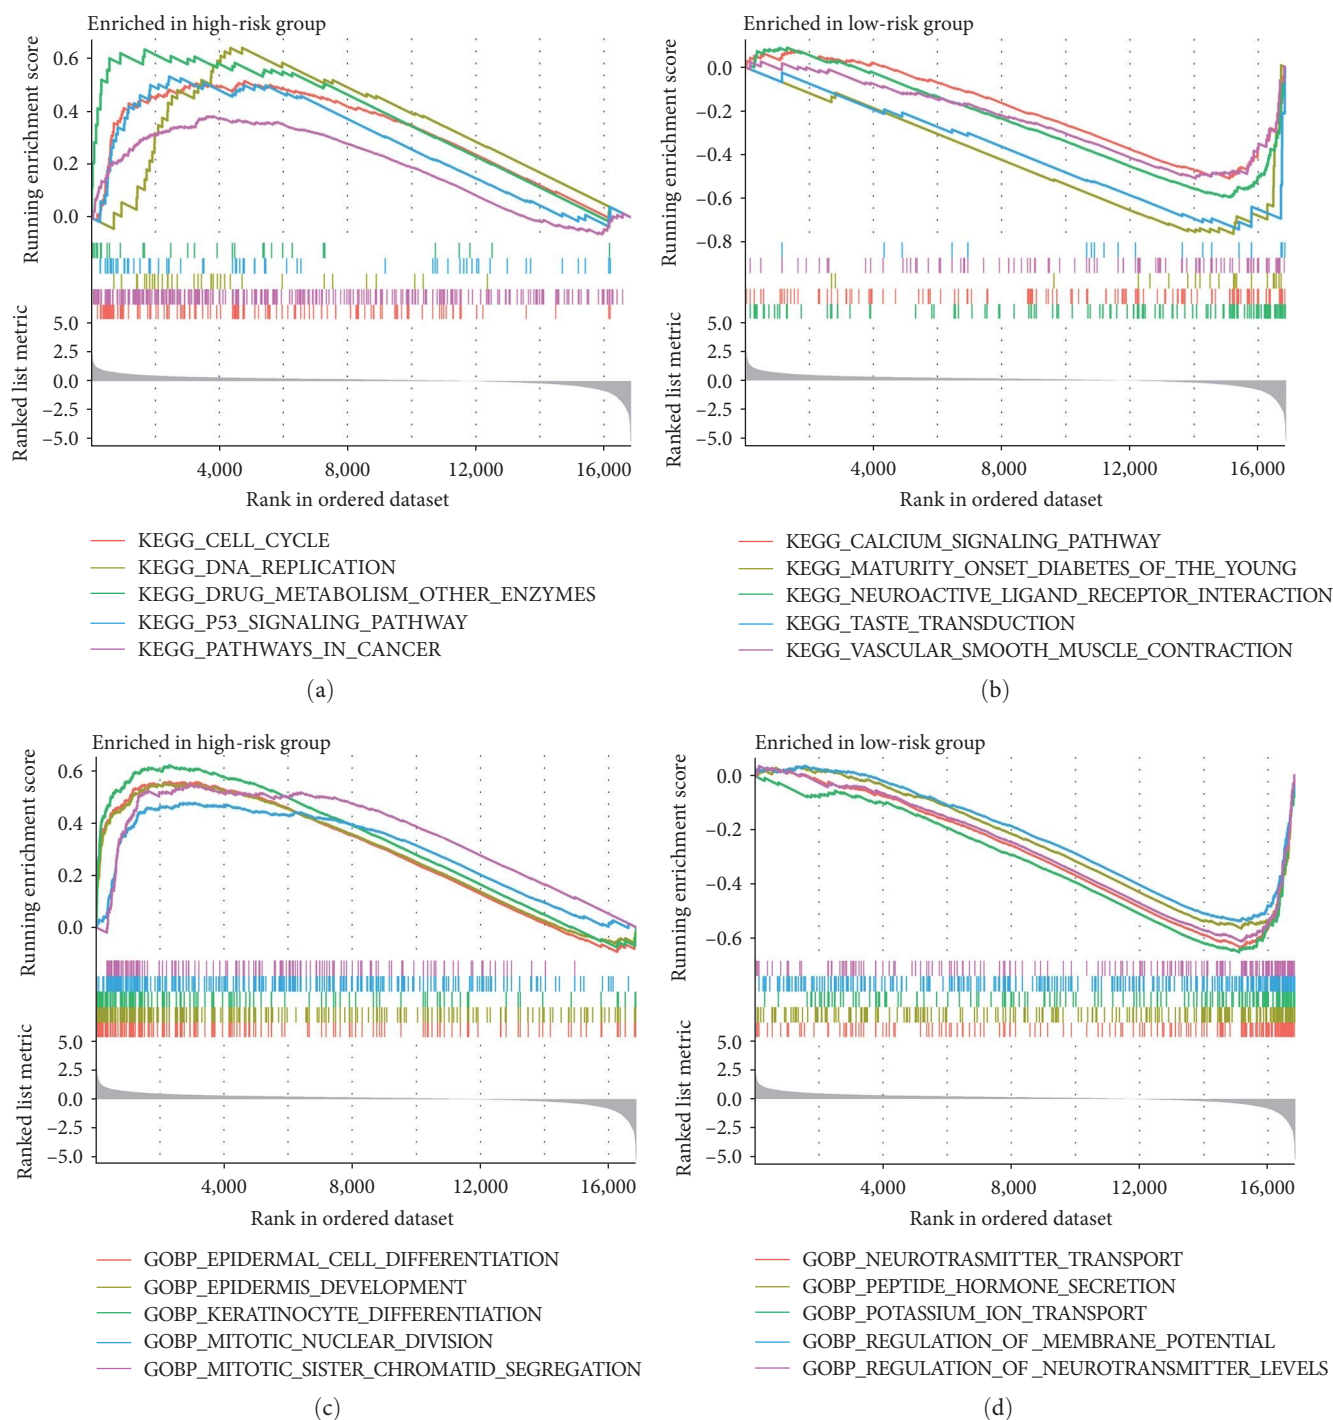 Enriched in high-risk group
Running enrichment score
0.6
0.4
0.2
0.0
Ranked list metric
5.0
2.5
0.0
−2.5
−5.0
4,000
8,000
12,000
16,000
Rank in ordered dataset
KEGG_CELL_CYCLE
KEGG_DNA_REPLICATION
KEGG_DRUG_METABOLISM_OTHER_ENZYMES
KEGG_P53_SIGNALING_PATHWAY
KEGG_PATHWAYS_IN_CANCER
(a)
Enriched in low-risk group
Running enrichment score
0.0
−0.2
−0.4
−0.6
−0.8
Ranked list metric
5.0
2.5
0.0
−2.5
−5.0
4,000
8,000
12,000
16,000
Rank in ordered dataset
KEGG_CALCIUM_SIGNALING_PATHWAY
KEGG_MATURITY_ONSET_DIABETES_OF_THE_YOUNG
KEGG_NEUROACTIVE_LIGAND_RECEPTOR_INTERACTION
KEGG_TASTE_TRANSDUCTION
KEGG_VASCULAR_SMOOTH_MUSCLE_CONTRACTION
(b)
Enriched in high-risk group
Running enrichment score
0.6
0.4
0.2
0.0
Ranked list metric
5.0
2.5
0.0
−2.5
−5.0
4,000
8,000
12,000
16,000
Rank in ordered dataset
GOBP_EPIDERMAL_CELL_DIFFERENTIATION
GOBP_EPIDERMIS_DEVELOPMENT
GOBP_KERATINOCYTE_DIFFERENTIATION
GOBP_MITOTIC_NUCLEAR_DIVISION
GOBP_MITOTIC_SISTER_CHROMATID_SEGREGATION
(c)
Enriched in low-risk group
Running enrichment score
0.0
−0.2
−0.4
−0.6
Ranked list metric
5.0
2.5
0.0
−2.5
−5.0
4,000
8,000
12,000
16,000
Rank in ordered dataset
GOBP_NEUROTRASMITTER_TRANSPORT
GOBP_PEPTIDE_HORMONE_SECRETION
GOBP_POTASSIUM_ION_TRANSPORT
GOBP_REGULATION_OF_MEMBRANE_POTENTIAL
GOBP_REGULATION_OF_NEUROTRANSMITTER_LEVELS
(d)